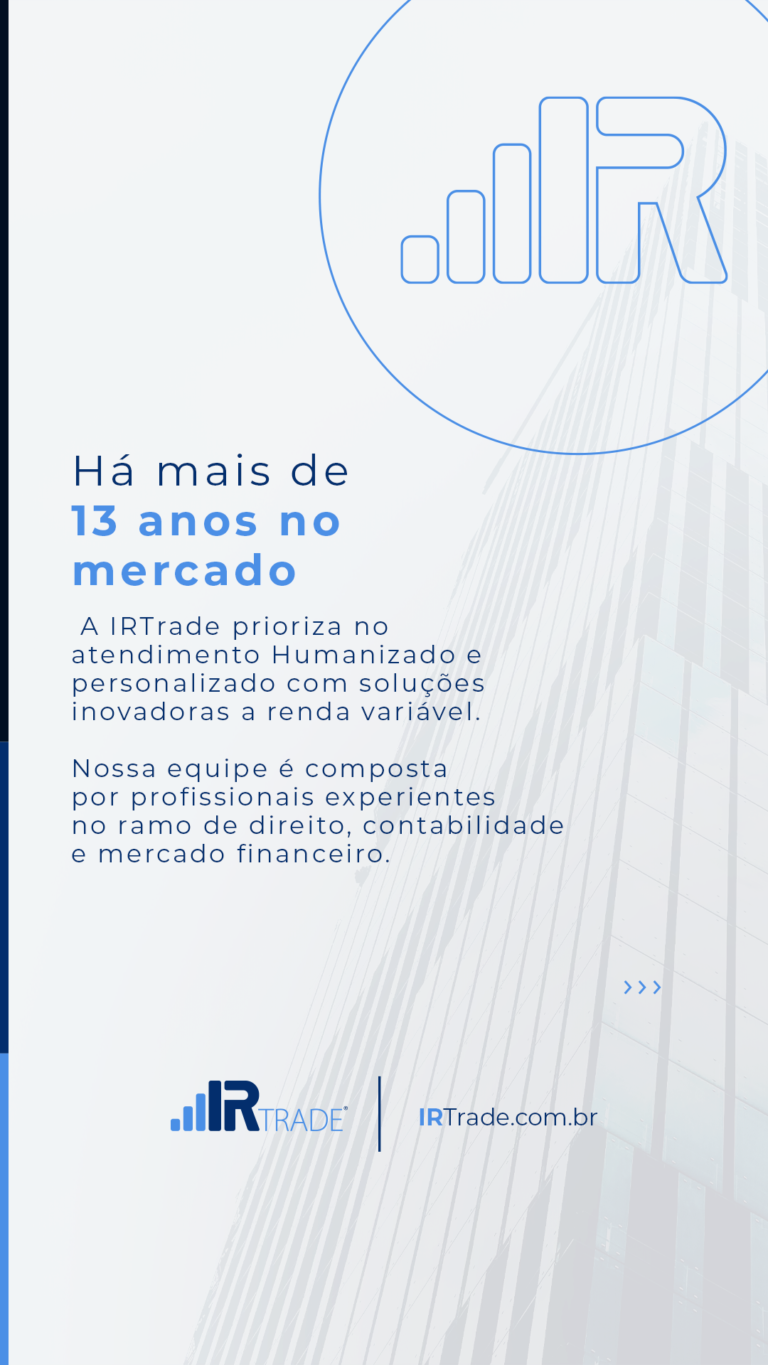 IR
Há mais de
13 anos no
mercado
A IRTrade prioriza no
atendimento Humanizado e
personalizado com soluções
inovadoras a renda variável.
Nossa equipe é composta
por profissionais experientes
no ramo de direito, contabilidade
e mercado financeiro.
›››
IRTRADE® | IRTrade.com.br